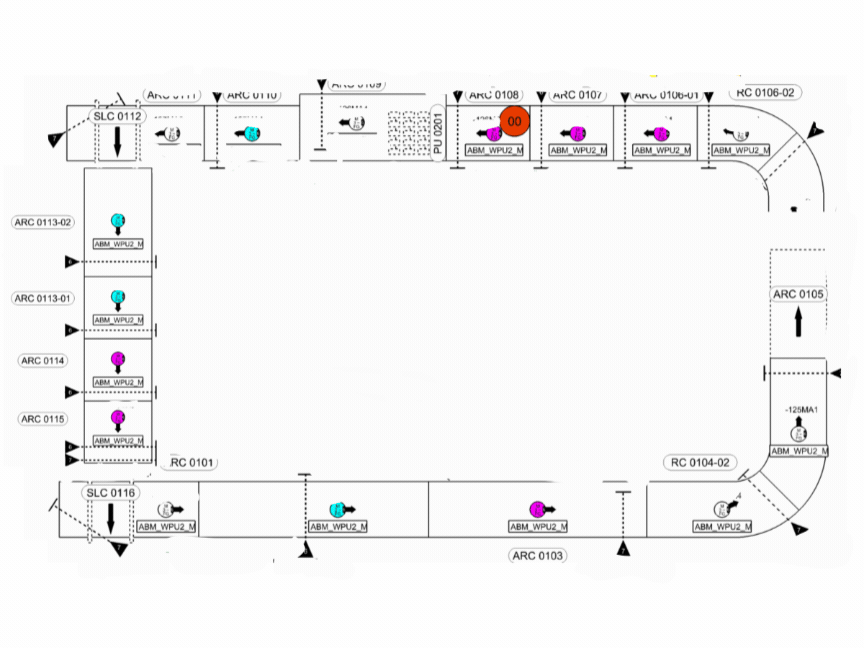 ARC 0110
ARC 0109
ARC 0108
ARC 0107
ARC 0106-01
RC 0106-02
SLC 0112
PU 0201
00
ABM_WPU2_M
ABM_WPU2_M
ABM_WPU2_M
ABM_WPU2_M
ARC 0113-02
ABM_WPU2_M
ARC 0113-01
ABM_WPU2_M
ARC 0105
ARC 0114
ABM_WPU2_M
-125MA1
ARC 0115
ABM_WPU2_M
ABM_WPU2_M
RC 0101
RC 0104-02
SLC 0116
ABM_WPU2_M
ABM_WPU2_M
ABM_WPU2_M
ABM_WPU2_M
ARC 0103